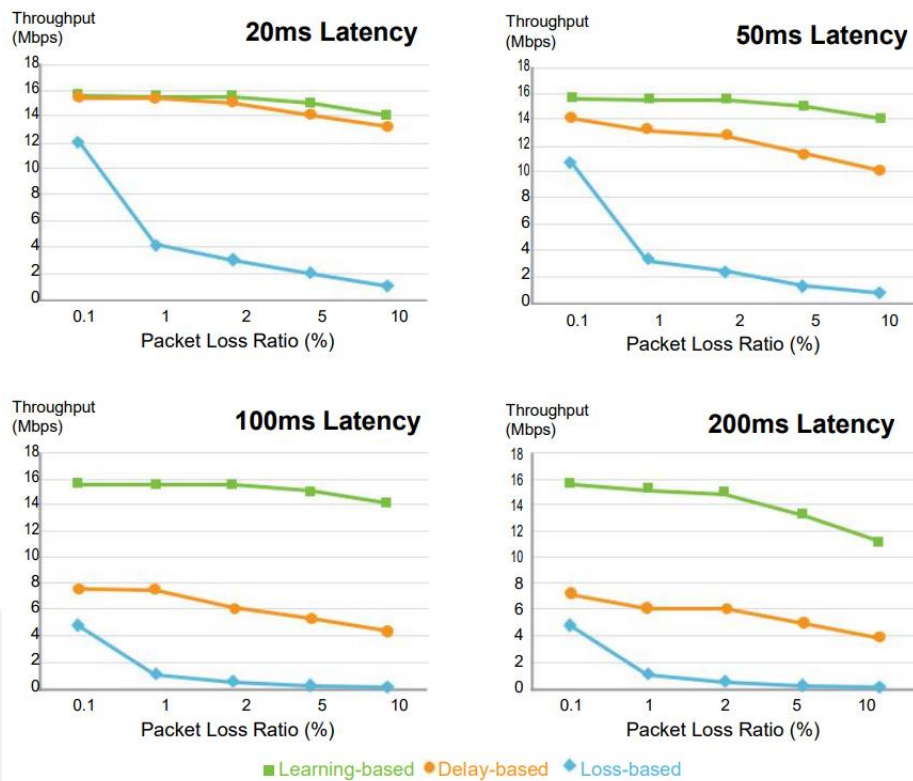 Throughput
(Mbps)
20ms Latency
18
16
14
12
10
8
6
4
2
0
0.1 1 2 5 10
Packet Loss Ratio (%)
Throughput
(Mbps)
50ms Latency
18
16
14
12
10
8
6
4
2
0
0.1 1 2 5 10
Packet Loss Ratio (%)
Throughput
(Mbps)
100ms Latency
18
16
14
12
10
8
6
4
2
0
0.1 1 2 5 10
Packet Loss Ratio (%)
Throughput
(Mbps)
200ms Latency
18
16
14
12
10
8
6
4
2
0
0.1 1 2 5 10
Packet Loss Ratio (%)
Learning-based Delay-based Loss-based